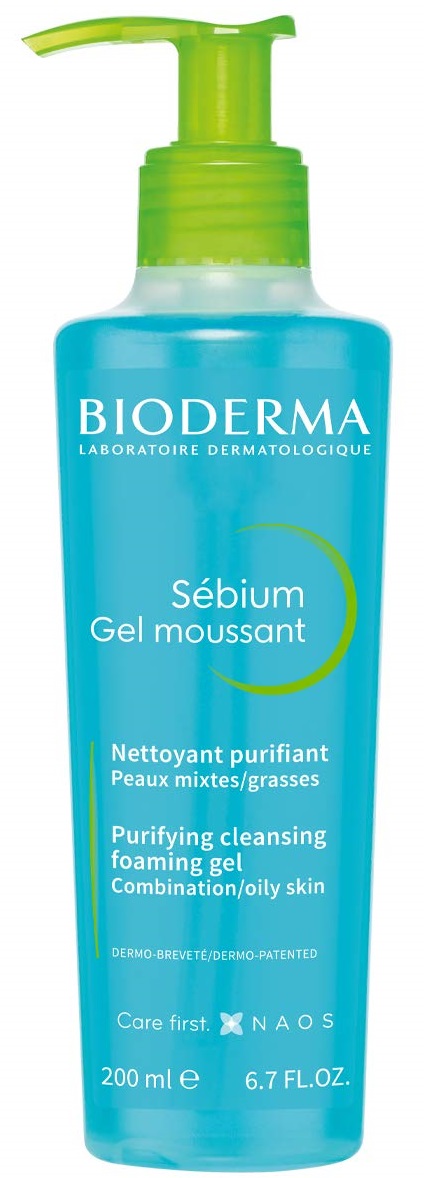 BIODERMA
LABORATOIRE DERMATOLOGIQUE
Sébium
Gel moussant
Nettoyant purifiant
Peaux mixtes/grasses
Purifying cleansing
foaming gel
Combination/oily skin
DERMO-BREVETÉ/DERMO-PATENTED
Care first. NAOS
200 ml e 6.7 FL.OZ.